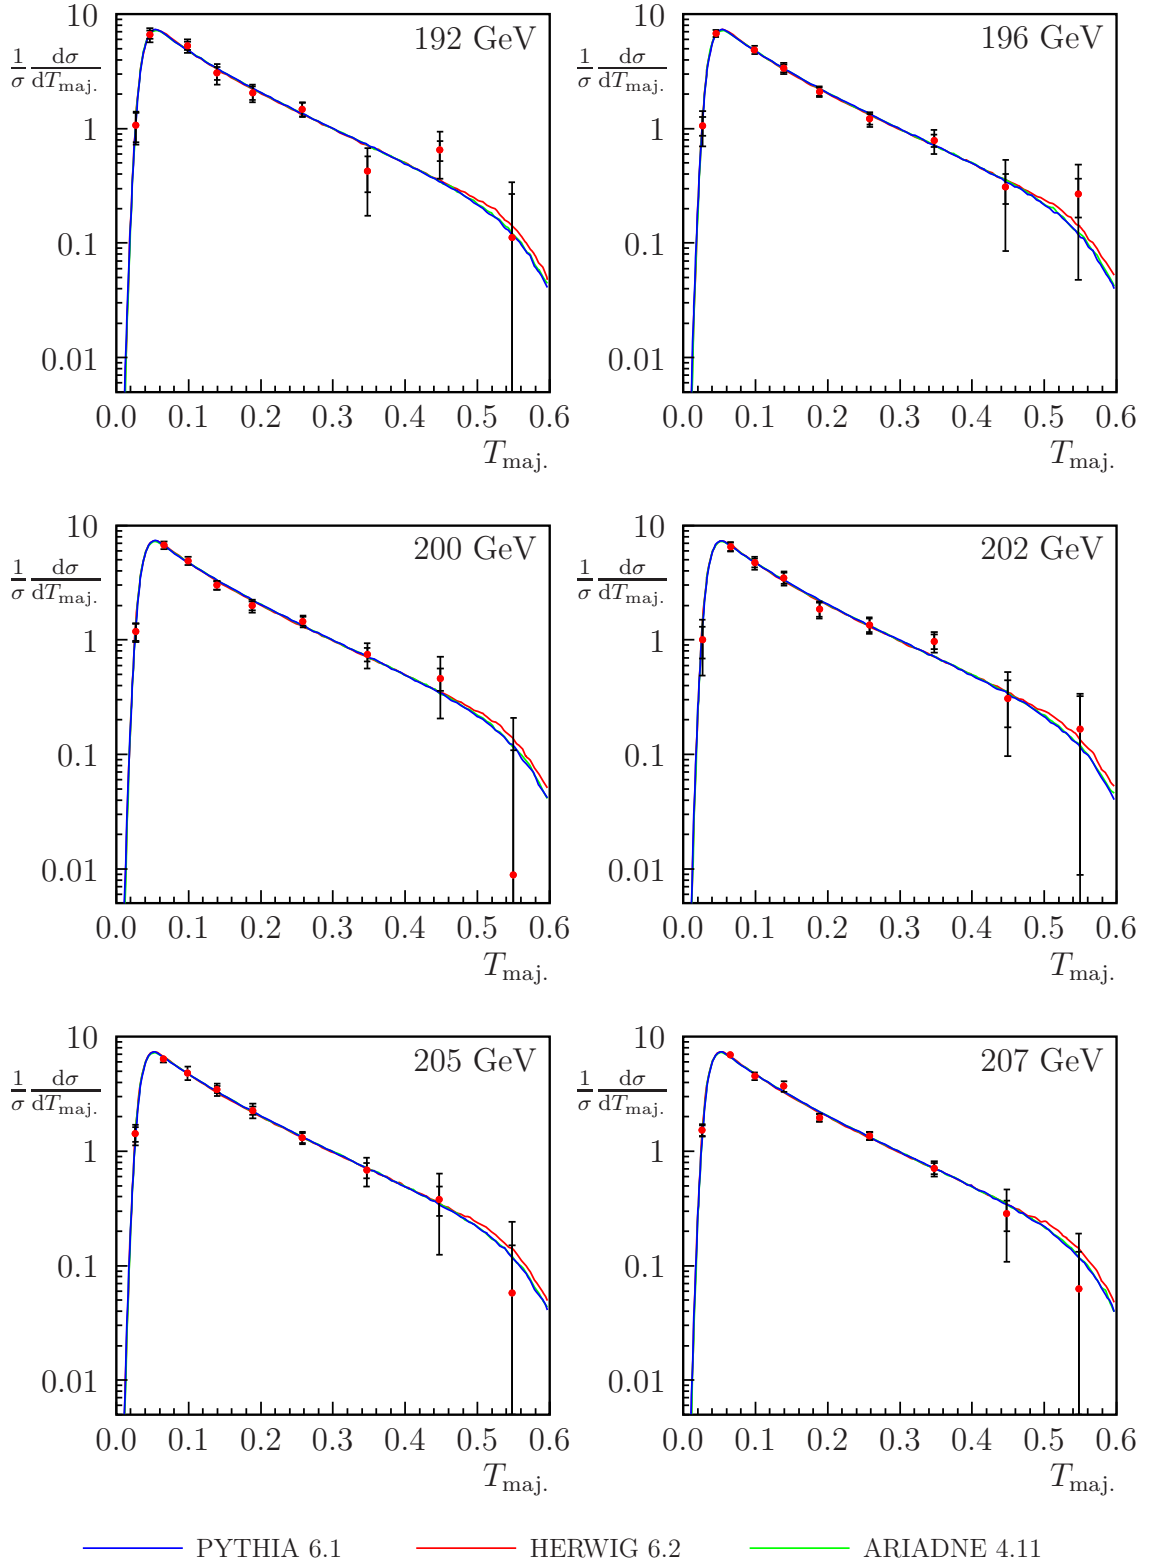 10
192 GeV
1/σ dσ/dT_maj.
1
0.1
0.01
0.0 0.1 0.2 0.3 0.4 0.5 0.6
T_maj.
10
196 GeV
1/σ dσ/dT_maj.
1
0.1
0.01
0.0 0.1 0.2 0.3 0.4 0.5 0.6
T_maj.
10
200 GeV
1/σ dσ/dT_maj.
1
0.1
0.01
0.0 0.1 0.2 0.3 0.4 0.5 0.6
T_maj.
10
202 GeV
1/σ dσ/dT_maj.
1
0.1
0.01
0.0 0.1 0.2 0.3 0.4 0.5 0.6
T_maj.
10
205 GeV
1/σ dσ/dT_maj.
1
0.1
0.01
0.0 0.1 0.2 0.3 0.4 0.5 0.6
T_maj.
10
207 GeV
1/σ dσ/dT_maj.
1
0.1
0.01
0.0 0.1 0.2 0.3 0.4 0.5 0.6
T_maj.
PYTHIA 6.1 HERWIG 6.2 ARIADNE 4.11